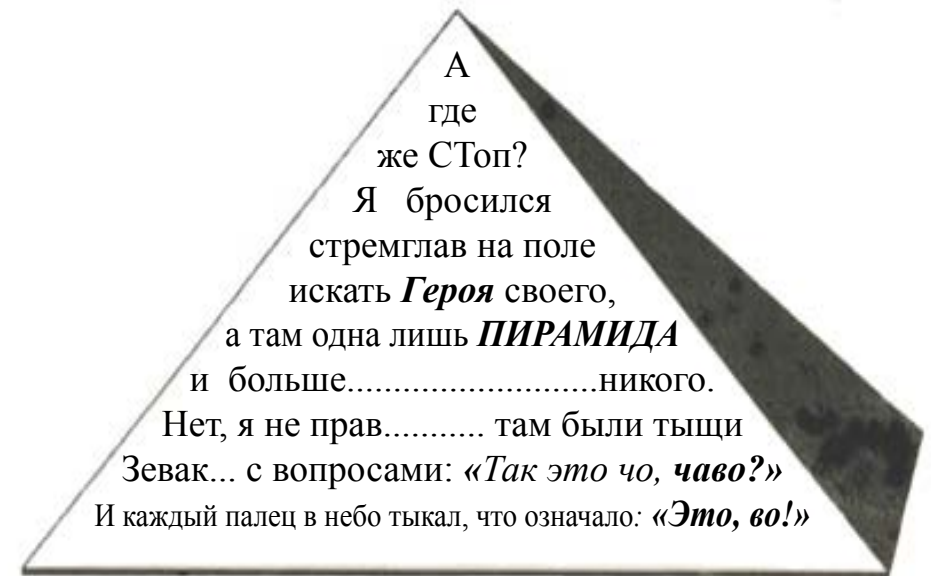 А
где
же СТоп?
Я бросился
стремглав на поле
искать Героя своего,
а там одна лишь ПИРАМИДА
и больше............................никого.
Нет, я не прав........... там были тыщи
Зевак... с вопросами: «Так это чо, чаво?»
И каждый палец в небо тыкал, что означало: «Это, во!»